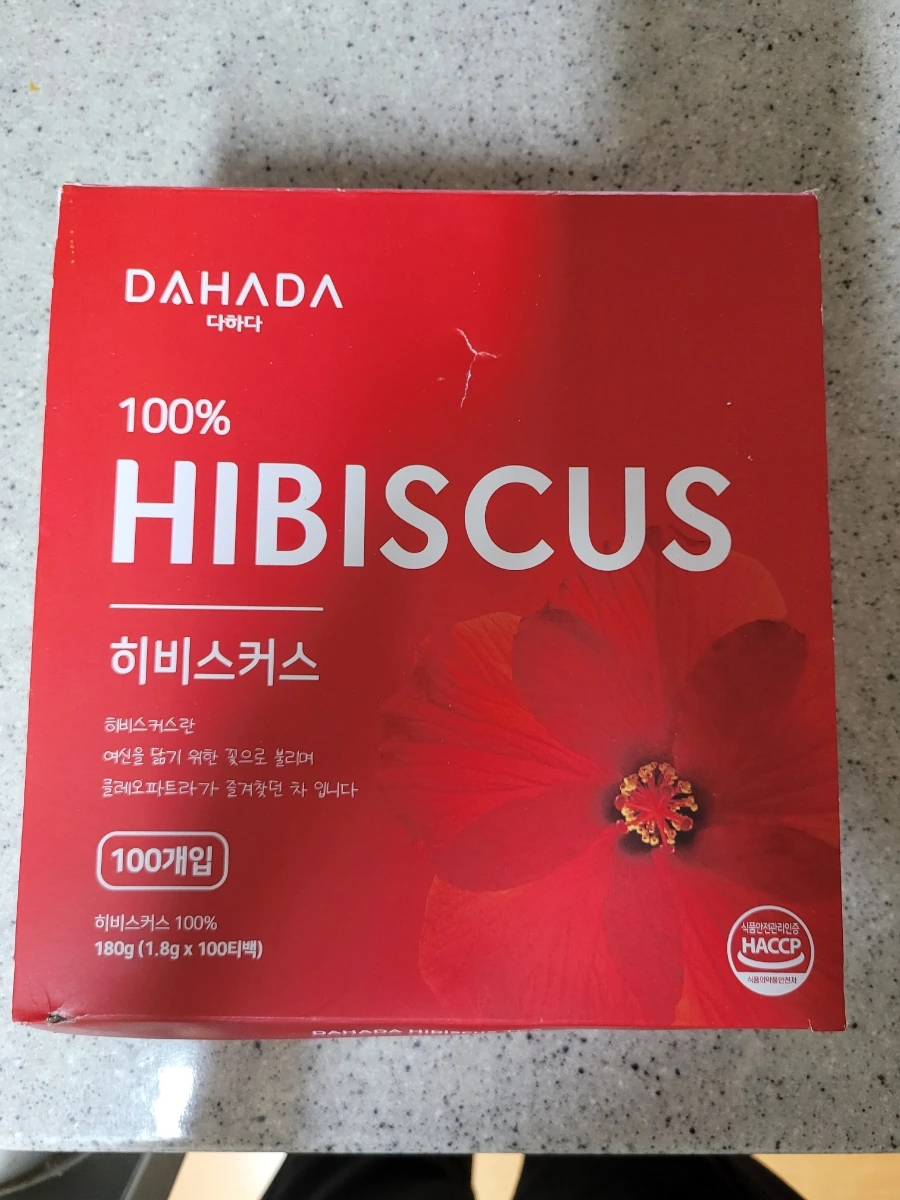 DAHADA
다하다
100%
HIBISCUS
히비스커스
히비스커스란
여신을 닮기 위한 꽃으로 불리며
클레오파트라가 즐겨찾던 차 입니다
100개입
히비스커스 100%
180g (1.8g x 100티백)
식품안전관리인증
HACCP
식품의약품안전처
DAHADA